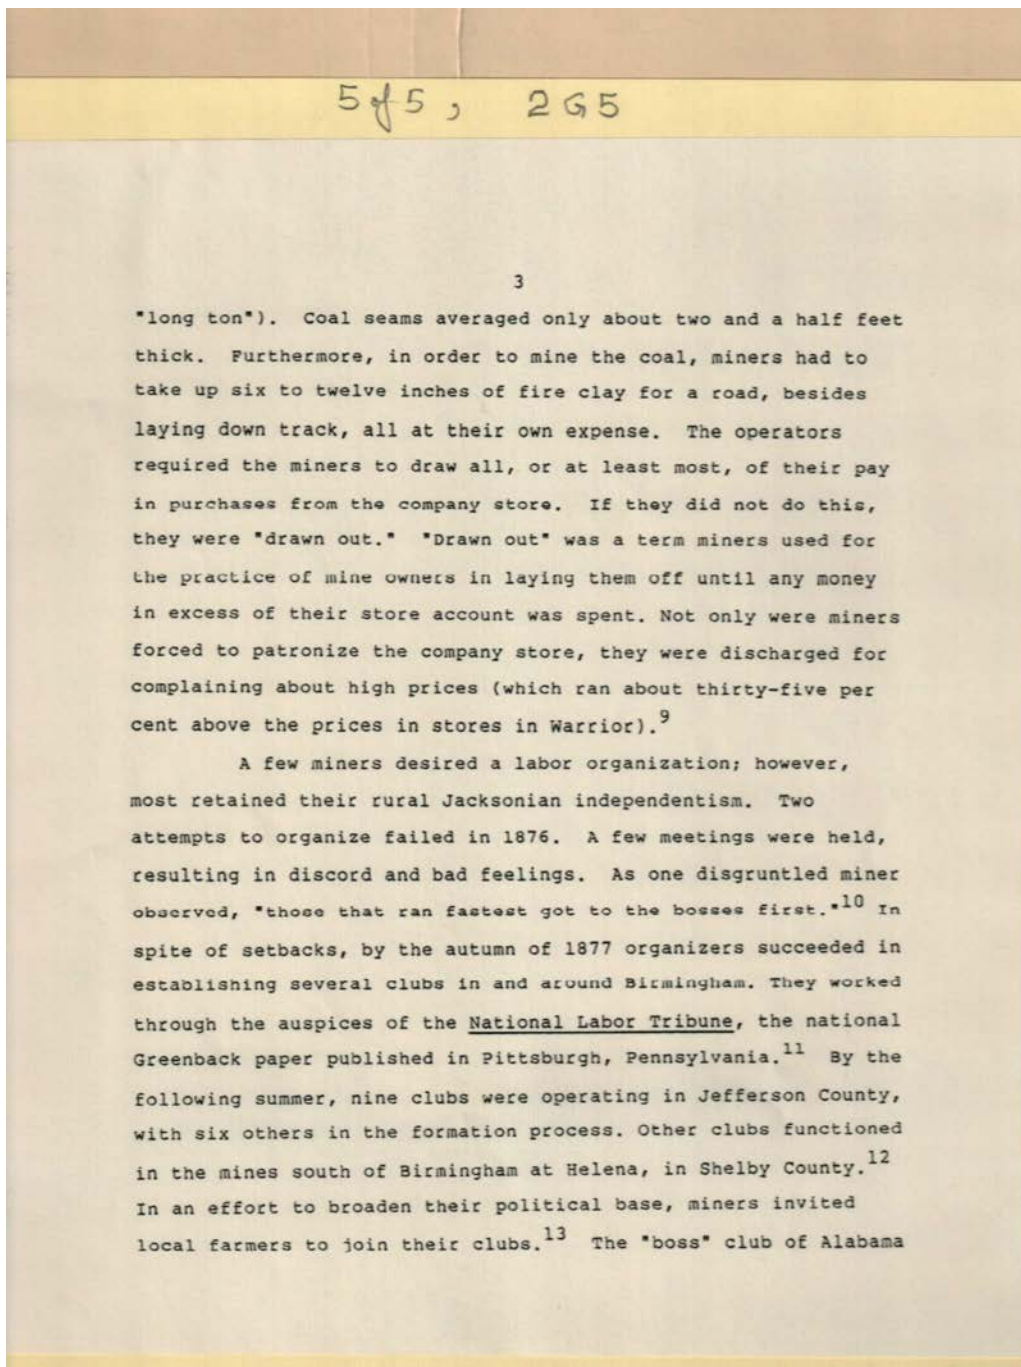 5 of 5, 2G5
3
"long ton"). Coal seams averaged only about two and a half feet
thick. Furthermore, in order to mine the coal, miners had to
take up six to twelve inches of fire clay for a road, besides
laying down track, all at their own expense. The operators
required the miners to draw all, or at least most, of their pay
in purchases from the company store. If they did not do this,
they were "drawn out." "Drawn out" was a term miners used for
the practice of mine owners in laying them off until any money
in excess of their store account was spent. Not only were miners
forced to patronize the company store, they were discharged for
complaining about high prices (which ran about thirty-five per
cent above the prices in stores in Warrior).9
A few miners desired a labor organization; however,
most retained their rural Jacksonian independentism. Two
attempts to organize failed in 1876. A few meetings were held,
resulting in discord and bad feelings. As one disgruntled miner
observed, "those that ran fastest got to the bosses first."10 In
spite of setbacks, by the autumn of 1877 organizers succeeded in
establishing several clubs in and around Birmingham. They worked
through the auspices of the National Labor Tribune, the national
Greenback paper published in Pittsburgh, Pennsylvania.11 By the
following summer, nine clubs were operating in Jefferson County,
with six others in the formation process. Other clubs functioned
in the mines south of Birmingham at Helena, in Shelby County.12
In an effort to broaden their political base, miners invited
local farmers to join their clubs.13 The "boss" club of Alabama